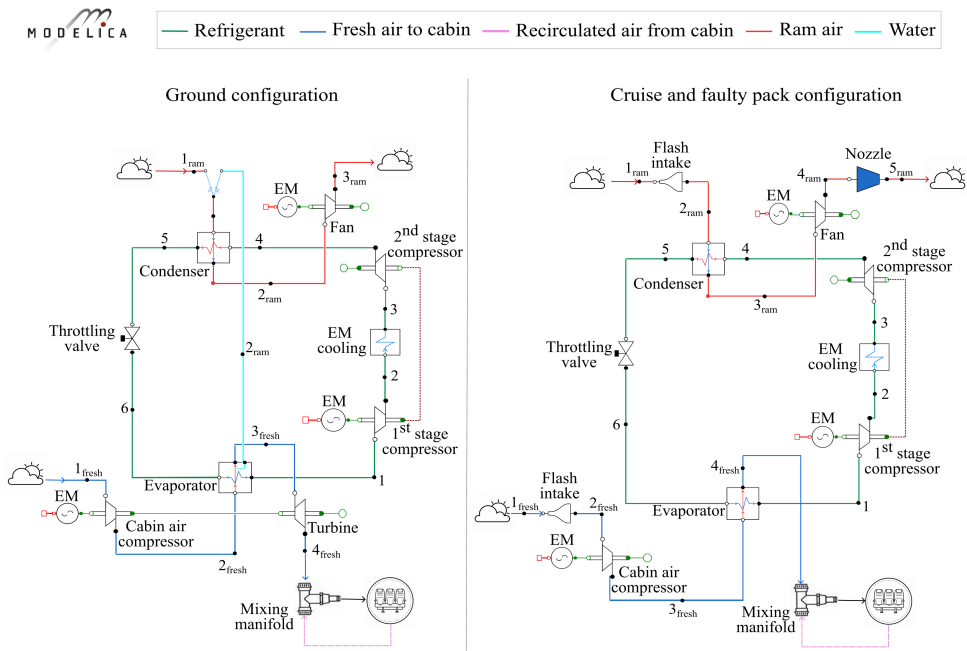 MODELICA
Refrigerant
Fresh air to cabin
Recirculated air from cabin
Ram air
Water
Ground configuration
1ram
EM
3ram
Fan
5
4
Condenser
2nd stage
compressor
2ram
3
Throttling
valve
EM
cooling
2ram
2
6
EM
1st stage
compressor
3fresh
1fresh
Evaporator
1
EM
Cabin air
compressor
Turbine
2fresh
4fresh
Mixing
manifold
Cruise and faulty pack configuration
Flash
intake
1ram
Nozzle
4ram
5ram
2ram
EM
Fan
5
4
Condenser
2nd stage
compressor
3ram
3
Throttling
valve
EM
cooling
2
6
EM
1st stage
compressor
4fresh
Flash
intake
1fresh
2fresh
Evaporator
1
EM
Cabin air
compressor
3fresh
Mixing
manifold